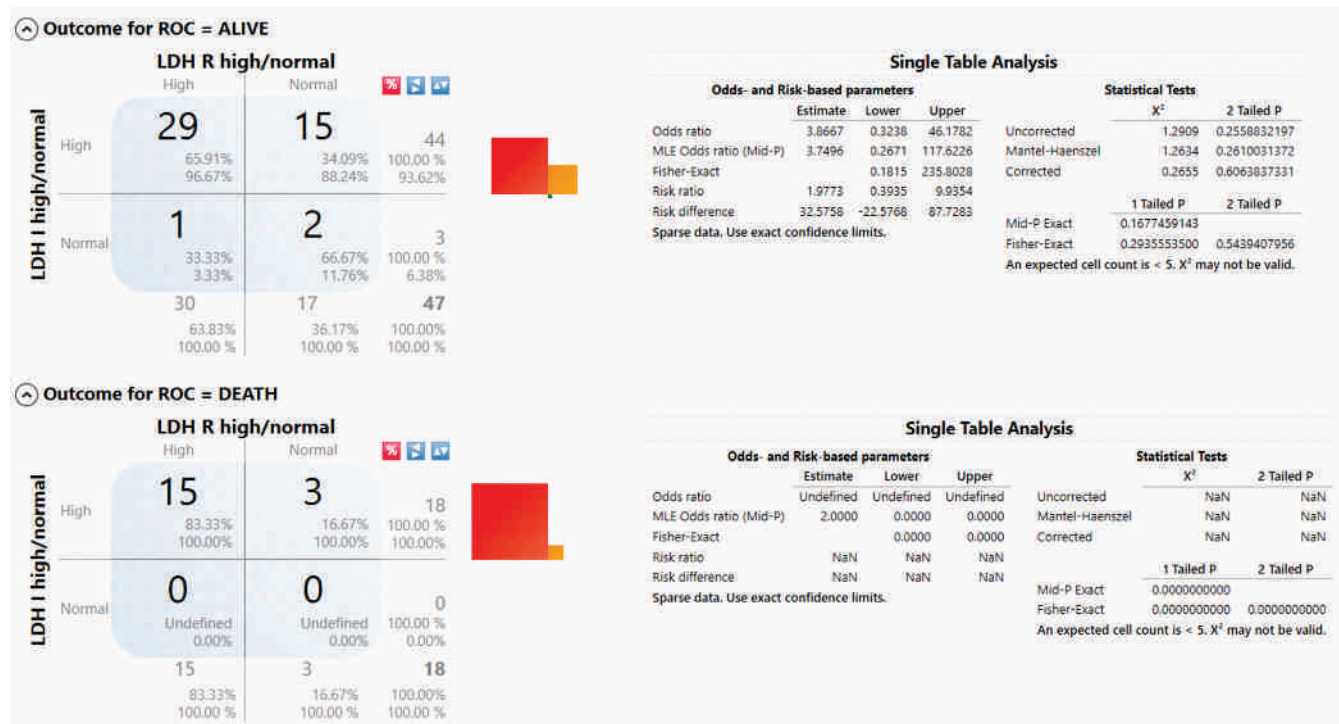 Outcome for ROC = ALIVE
LDH R high/normal
High Normal %
LDH I high/normal
High 29 15 44
65.91% 34.09% 100.00 %
96.67% 88.24% 93.62%
Normal 1 2 3
33.33% 66.67% 100.00 %
3.33% 11.76% 6.38%
30 17 47
63.83% 36.17% 100.00%
100.00 % 100.00 % 100.00 %
Single Table Analysis
Odds- and Risk-based parameters
Estimate Lower Upper
Odds ratio 3.8667 0.3238 46.1782
MLE Odds ratio (Mid-P) 3.7496 0.2671 117.6226
Fisher-Exact 0.1815 235.8028
Risk ratio 1.9773 0.3935 9.9354
Risk difference 32.5758 -22.5768 87.7283
Sparse data. Use exact confidence limits.
Statistical Tests
X² 2 Tailed P
Uncorrected 1.2909 0.2558832197
Mantel-Haenszel 1.2634 0.2610031372
Corrected 0.2655 0.6063837331
1 Tailed P 2 Tailed P
Mid-P Exact 0.1677459143
Fisher-Exact 0.2935553500 0.5439407956
An expected cell count is < 5. X² may not be valid.
Outcome for ROC = DEATH
LDH R high/normal
High Normal %
LDH I high/normal
High 15 3 18
83.33% 16.67% 100.00 %
100.00% 100.00% 100.00%
Normal 0 0 0
Undefined Undefined 100.00 %
0.00% 0.00% 0.00%
15 3 18
83.33% 16.67% 100.00%
100.00 % 100.00 % 100.00 %
Single Table Analysis
Odds- and Risk-based parameters
Estimate Lower Upper
Odds ratio Undefined Undefined Undefined
MLE Odds ratio (Mid-P) 2.0000 0.0000 0.0000
Fisher-Exact 0.0000 0.0000
Risk ratio NaN NaN NaN
Risk difference NaN NaN NaN
Sparse data. Use exact confidence limits.
Statistical Tests
X² 2 Tailed P
Uncorrected NaN NaN
Mantel-Haenszel NaN NaN
Corrected NaN NaN
1 Tailed P 2 Tailed P
Mid-P Exact 0.0000000000
Fisher-Exact 0.0000000000 0.0000000000
An expected cell count is < 5. X² may not be valid.